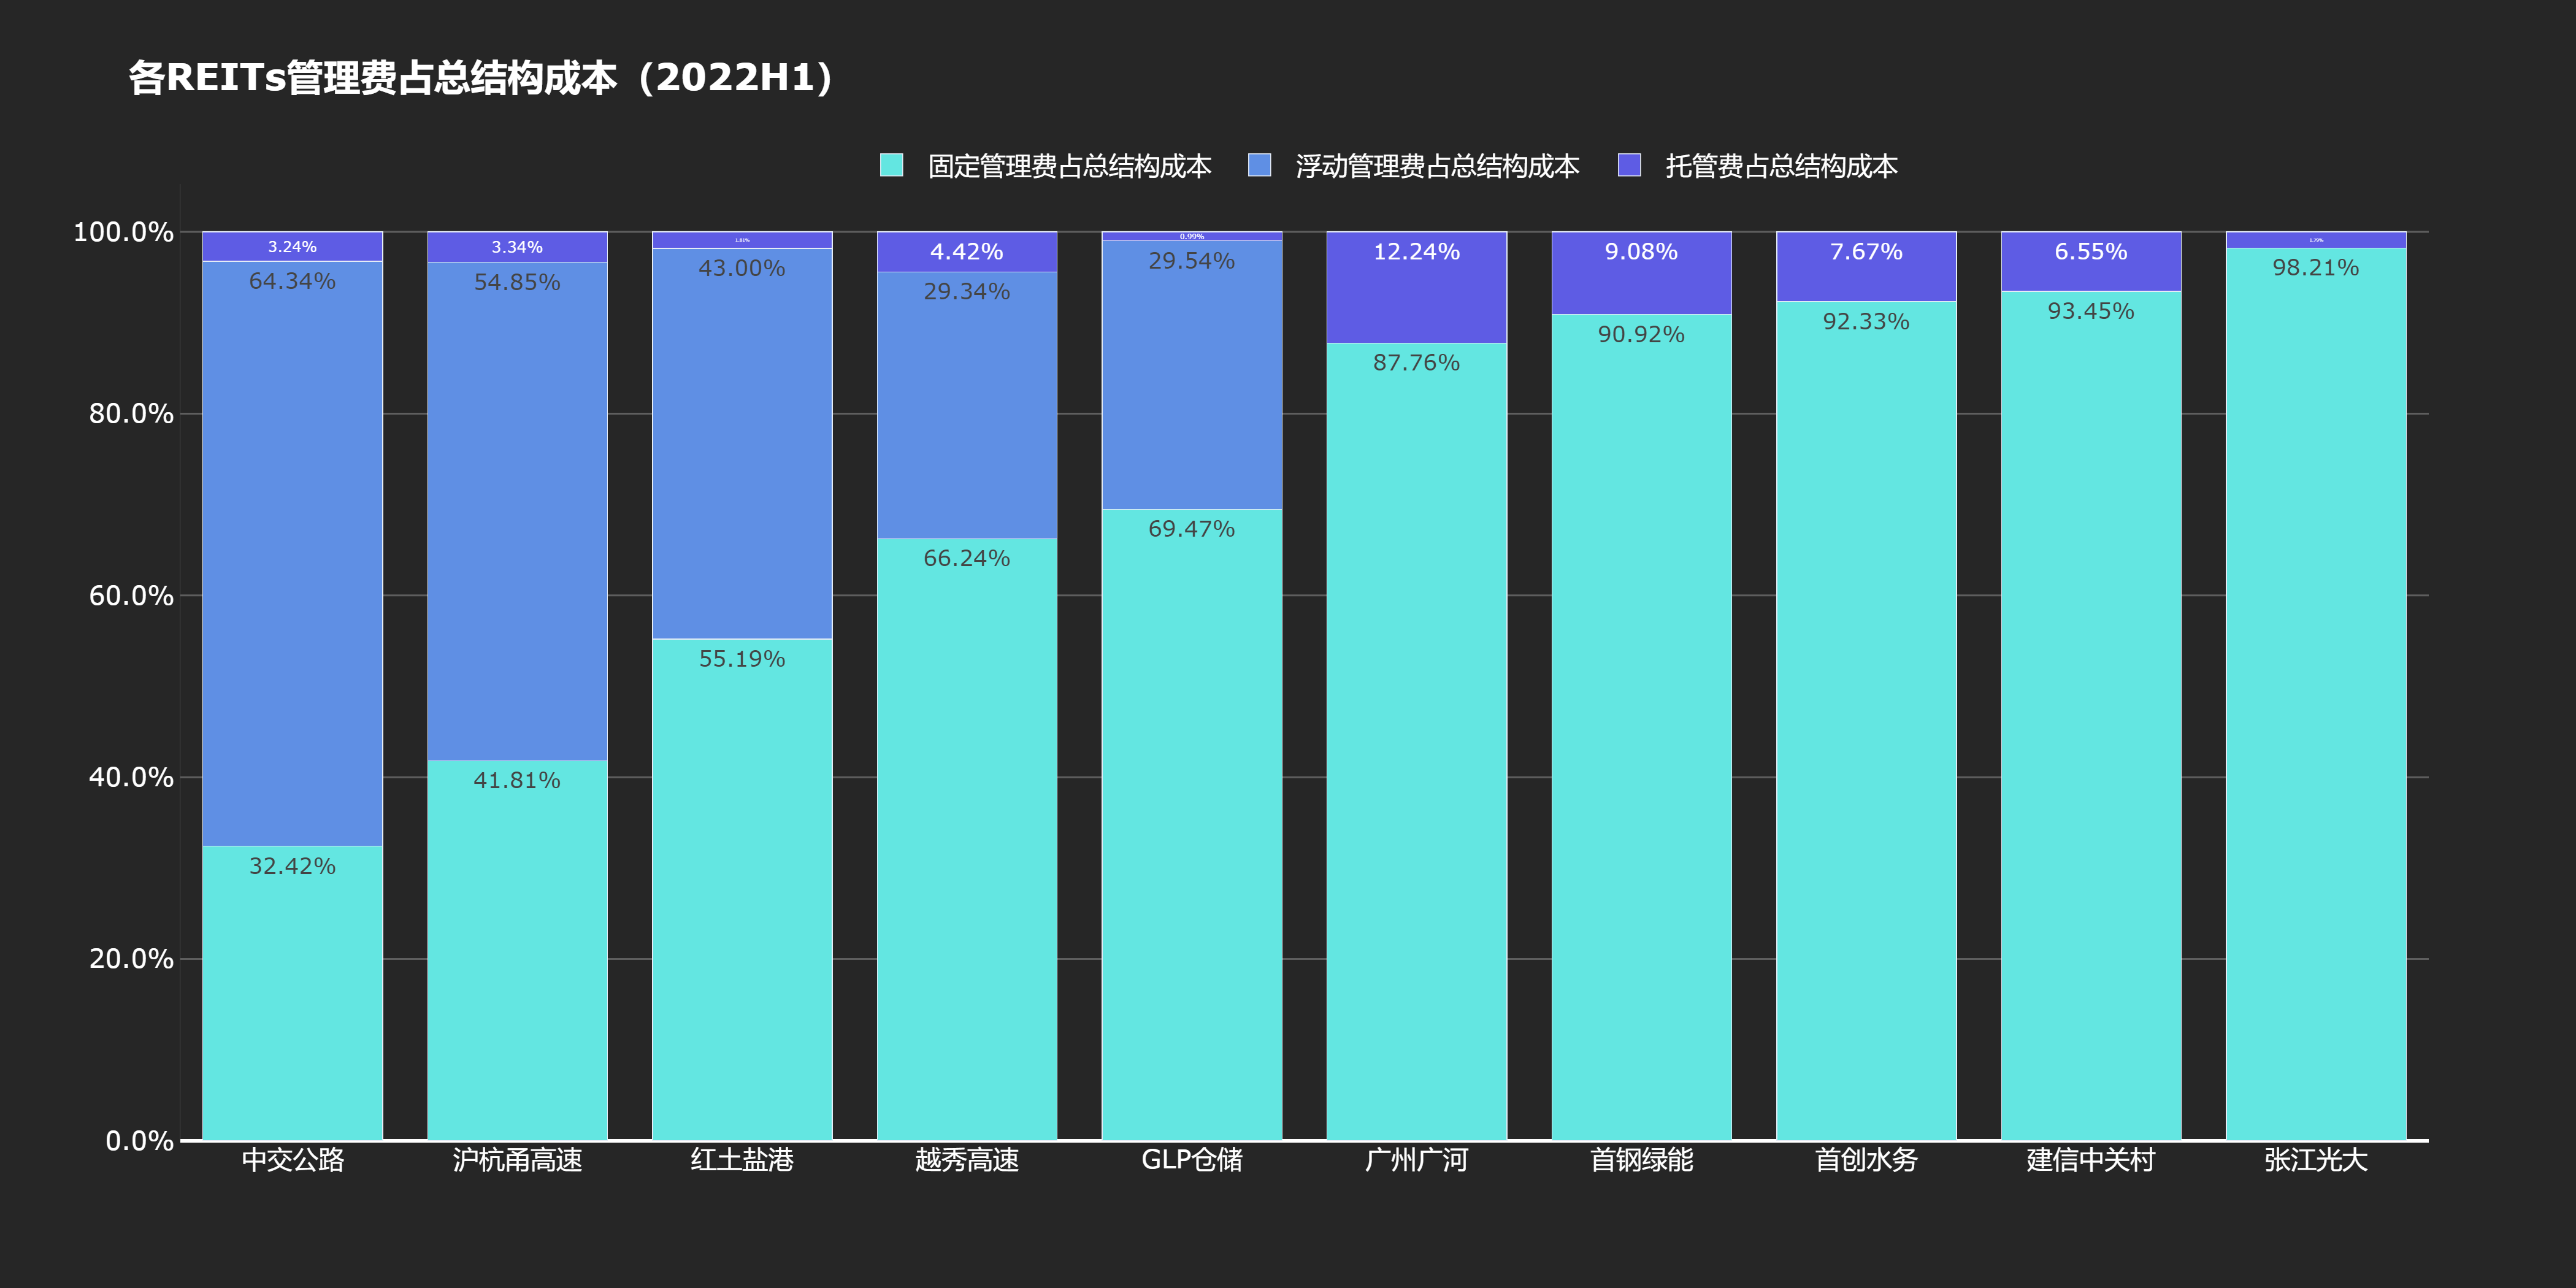 各REITs管理费占总结构成本（2022H1）
固定管理费占总结构成本 浮动管理费占总结构成本 托管费占总结构成本
100.0%
80.0%
60.0%
40.0%
20.0%
0.0%
3.24% 3.34% 1.81% 4.42% 0.99% 12.24% 9.08% 7.67% 6.55% 1.79%
64.34% 54.85% 43.00% 29.34% 29.54%
32.42% 41.81% 55.19% 66.24% 69.47% 87.76% 90.92% 92.33% 93.45% 98.21%
中交公路 沪杭甬高速 红土盐港 越秀高速 GLP仓储 广州广河 首钢绿能 首创水务 建信中关村 张江光大